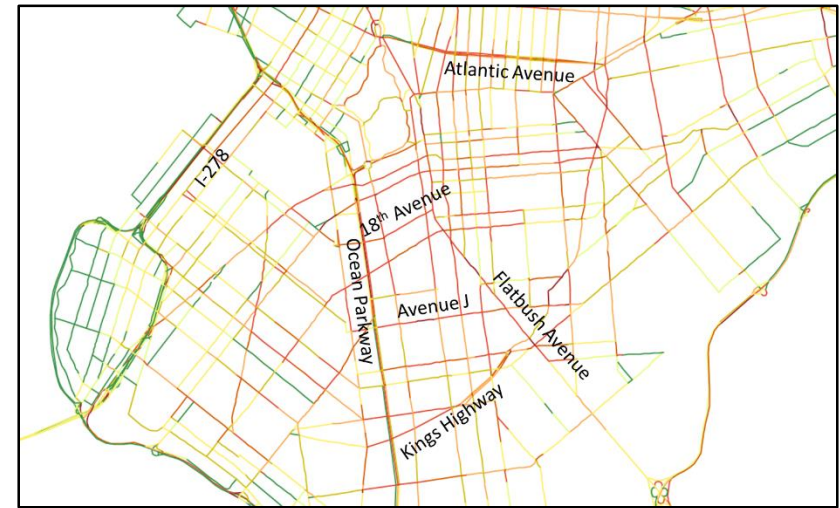 Atlantic Avenue
I-278
18th Avenue
Ocean Parkway
Flatbush Avenue
Avenue J
Kings Highway